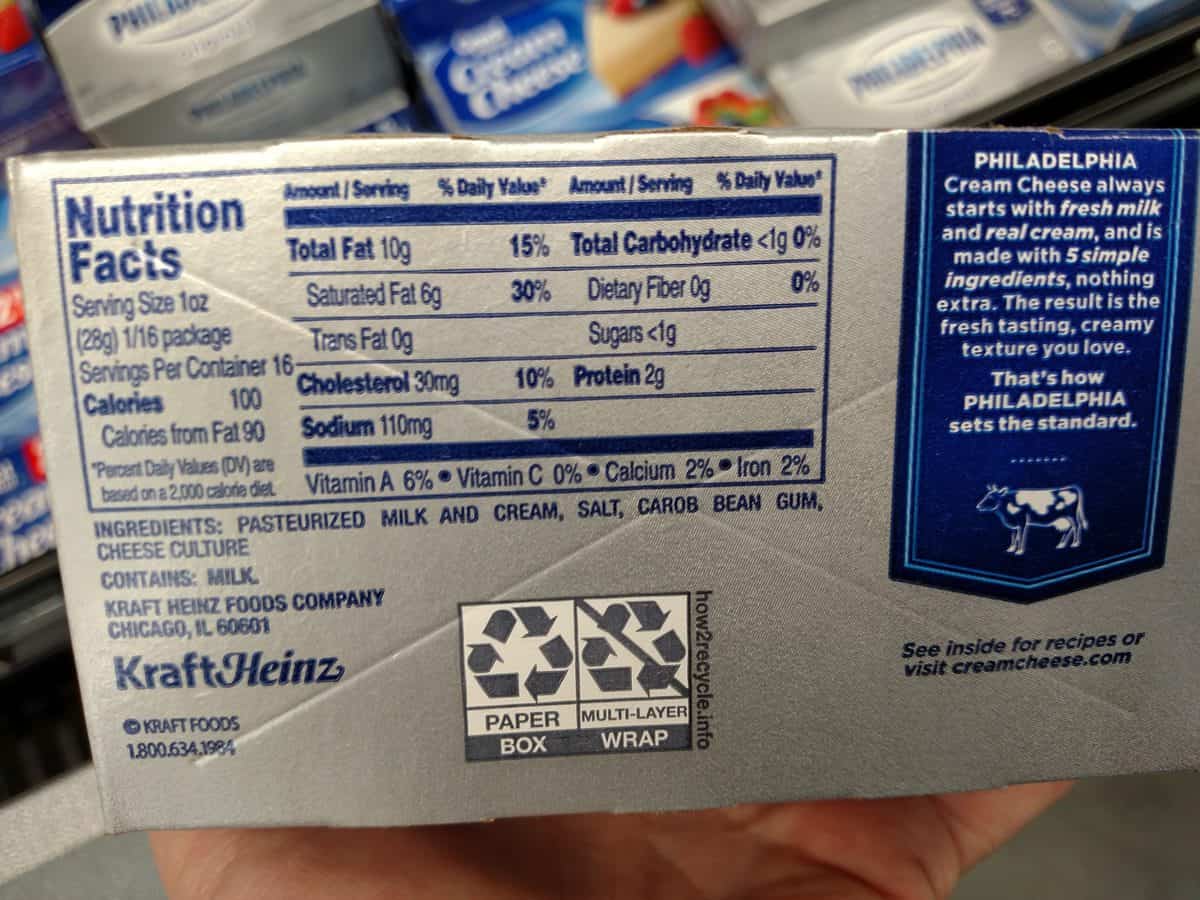 PHILADELPHIA
Cream Cheese
PHILADELPHIA
Nutrition
Facts
Serving Size 1oz
(28g) 1/16 package
Servings Per Container 16
Calories 100
Calories from Fat 90
*Percent Daily Values (DV) are
based on a 2,000 calorie diet.
Amount / Serving % Daily Value* Amount / Serving % Daily Value*
Total Fat 10g 15% Total Carbohydrate <1g 0%
Saturated Fat 6g 30% Dietary Fiber 0g 0%
Trans Fat 0g Sugars <1g
Cholesterol 30mg 10% Protein 2g
Sodium 110mg 5%
Vitamin A 6% • Vitamin C 0% • Calcium 2% • Iron 2%
INGREDIENTS: PASTEURIZED MILK AND CREAM, SALT, CAROB BEAN GUM,
CHEESE CULTURE
CONTAINS: MILK.
KRAFT HEINZ FOODS COMPANY
CHICAGO, IL 60601
KraftHeinz
© KRAFT FOODS
1.800.634.1984
PAPER
BOX
MULTI-LAYER
WRAP
how2recycle.info
PHILADELPHIA
Cream Cheese always
starts with fresh milk
and real cream, and is
made with 5 simple
ingredients, nothing
extra. The result is the
fresh tasting, creamy
texture you love.
That's how
PHILADELPHIA
sets the standard.
See inside for recipes or
visit creamcheese.com